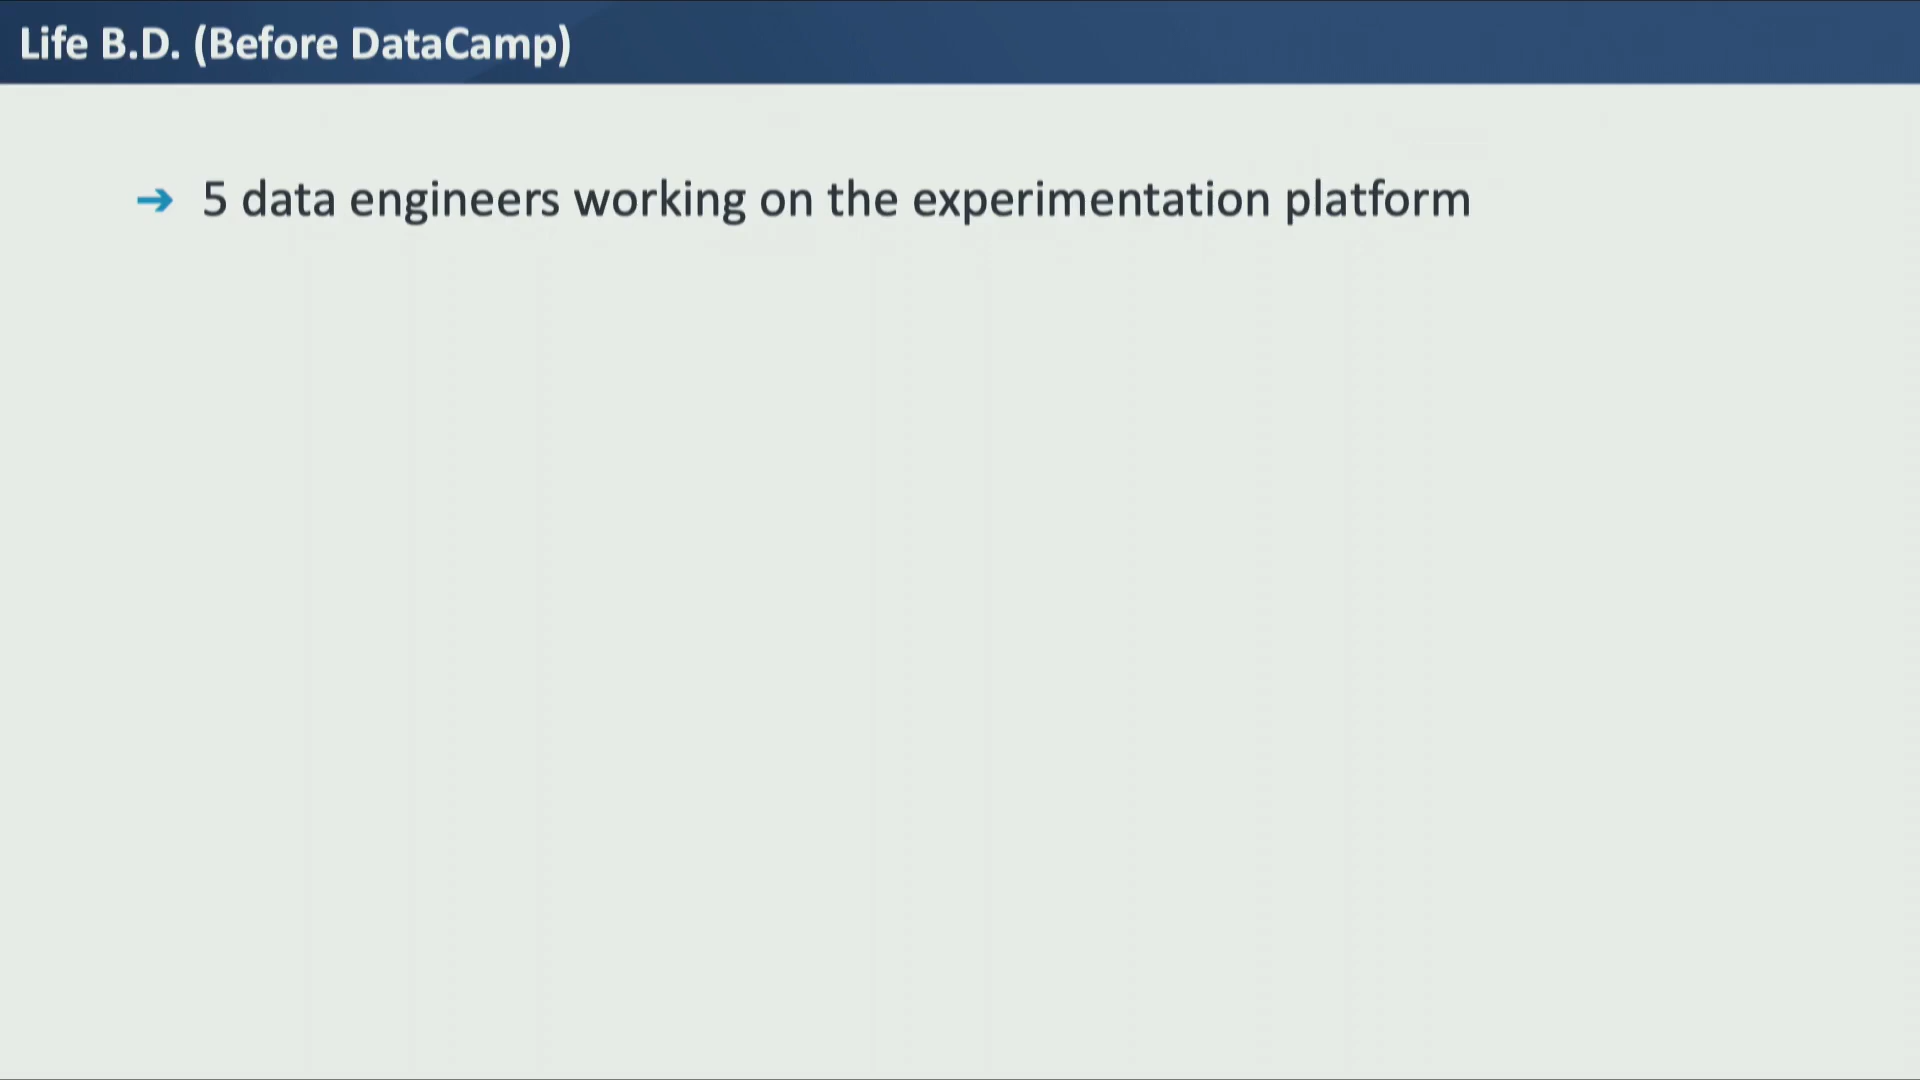 Life B.D. (Before DataCamp)
➔ 5 data engineers working on the experimentation platform